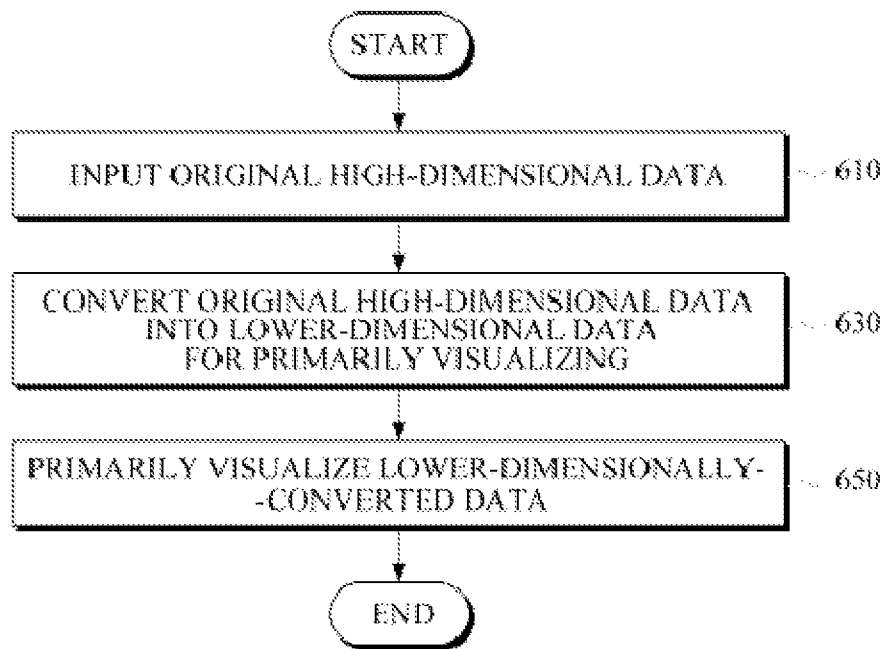 START
INPUT ORIGINAL HIGH-DIMENSIONAL DATA
610
CONVERT ORIGINAL HIGH-DIMENSIONAL DATA
INTO LOWER-DIMENSIONAL DATA
FOR PRIMARILY VISUALIZING
630
PRIMARILY VISUALIZE LOWER-DIMENSIONALLY-
-CONVERTED DATA
650
END